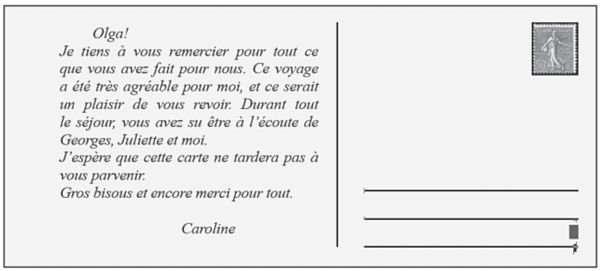 Olga!
Je tiens à vous remercier pour tout ce
que vous avez fait pour nous. Ce voyage
a été très agréable pour moi, et ce serait
un plaisir de vous revoir. Durant tout
le séjour, vous avez su être à l'écoute de
Georges, Juliette et moi.
J'espère que cette carte ne tardera pas à
vous parvenir.
Gros bisous et encore merci pour tout.
Caroline